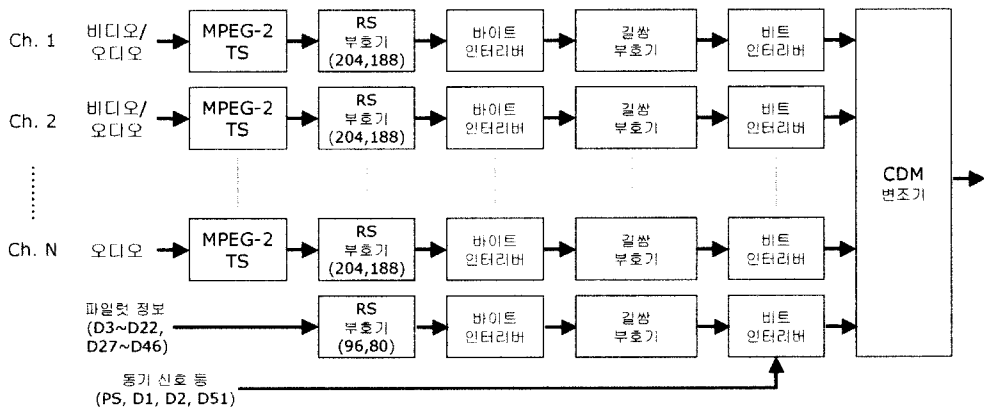 Ch. 1
비디오/
오디오
MPEG-2
TS
RS
부호기
(204,188)
바이트
인터리버
길쌈
부호기
비트
인터리버
Ch. 2
비디오/
오디오
MPEG-2
TS
RS
부호기
(204,188)
바이트
인터리버
길쌈
부호기
비트
인터리버
CDM
변조기
Ch. N
오디오
MPEG-2
TS
RS
부호기
(204,188)
바이트
인터리버
길쌈
부호기
비트
인터리버
파일럿 정보
(D3~D22,
D27~D46)
RS
부호기
(96,80)
바이트
인터리버
길쌈
부호기
비트
인터리버
동기 신호 등
(PS, D1, D2, D51)